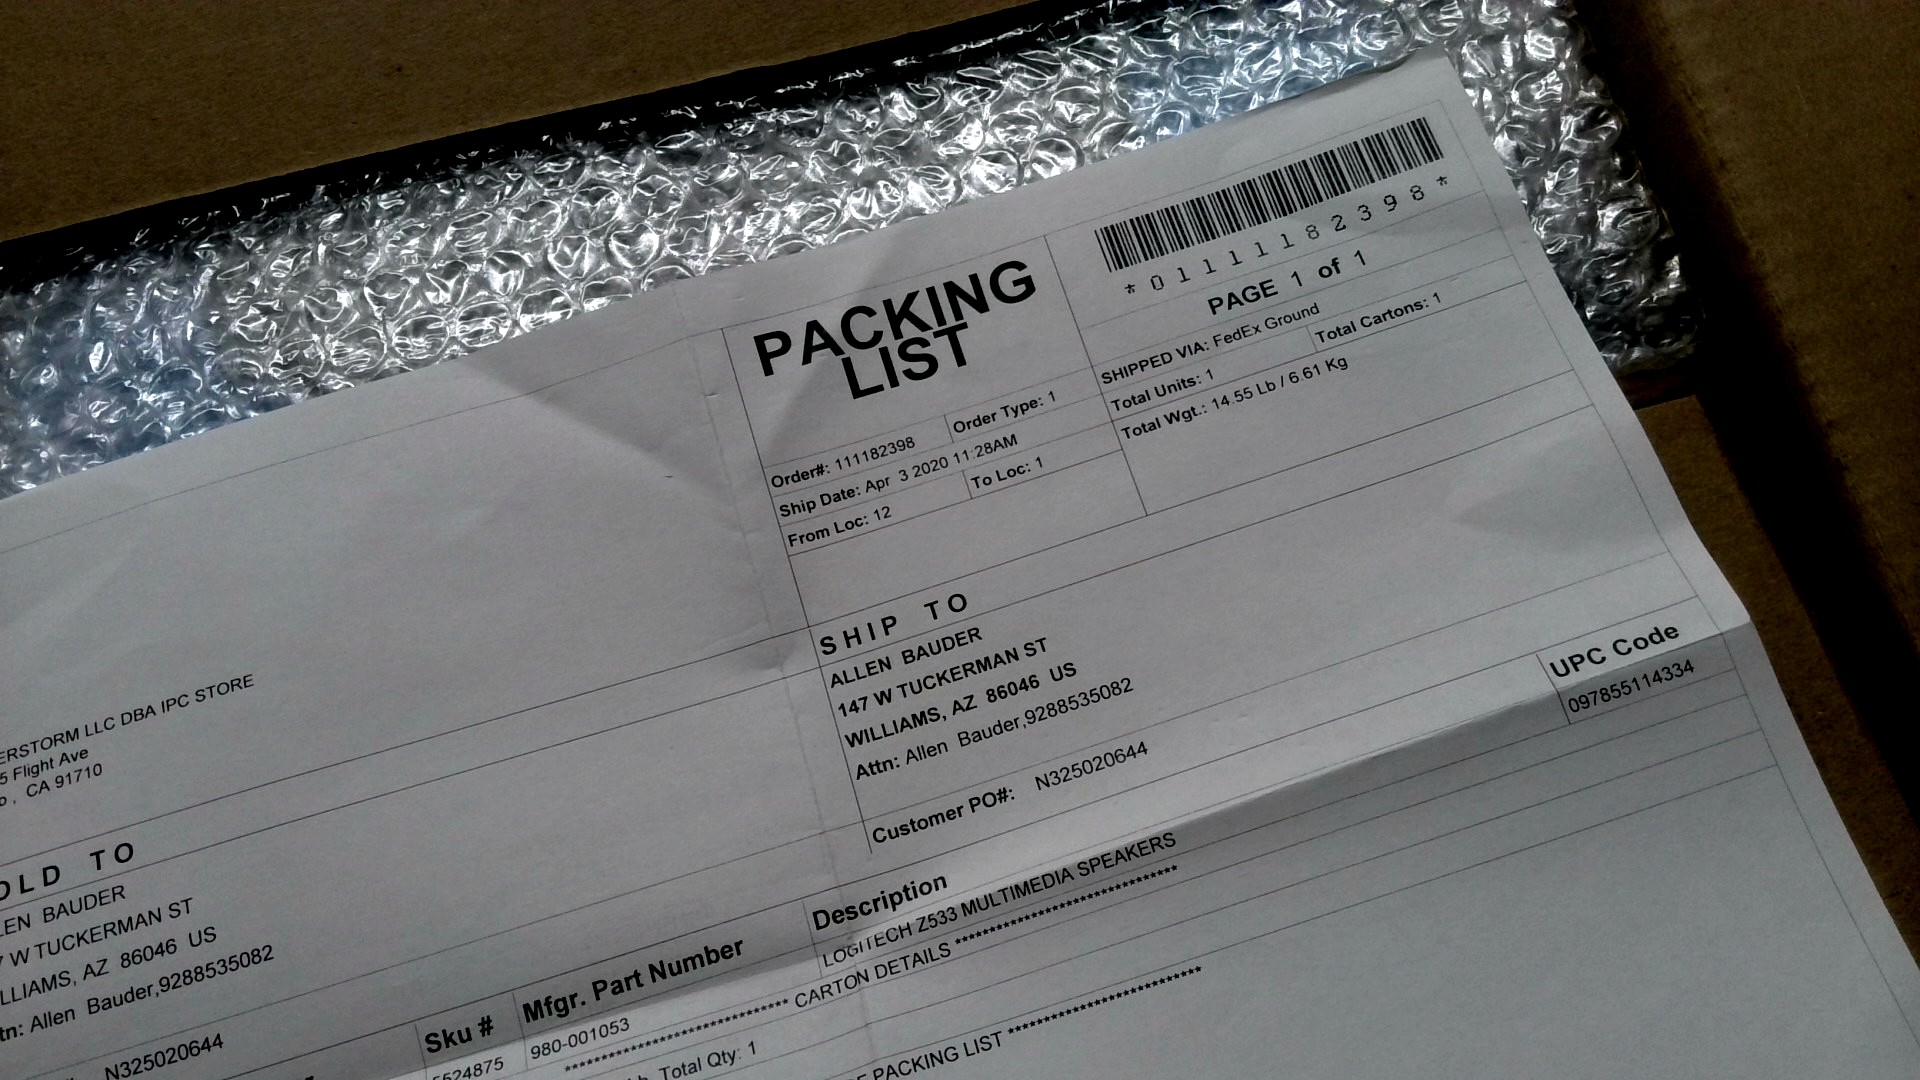 *0111182398*
PACKING
LIST
PAGE 1 of 1
SHIPPED VIA: FedEx Ground
Order#: 111182398 Order Type: 1
Total Units: 1 Total Cartons: 1
Ship Date: Apr 3 2020 11:28AM
Total Wgt.: 14.55 Lb / 6.61 Kg
From Loc: 12 To Loc: 1
ERSTORM LLC DBA IPC STORE
5 Flight Ave
, CA 91710
SHIP TO
ALLEN BAUDER
147 W TUCKERMAN ST
WILLIAMS, AZ 86046 US
Attn: Allen Bauder,9288535082
Customer PO#: N325020644
OLD TO
LEN BAUDER
7 W TUCKERMAN ST
LLIAMS, AZ 86046 US
tn: Allen Bauder,9288535082
N325020644
Sku # Mfgr. Part Number Description UPC Code
5524875 980-001053 LOGITECH Z533 MULTIMEDIA SPEAKERS 097855114334
******************************* CARTON DETAILS *******************************
Total Qty: 1
PACKING LIST ***************************